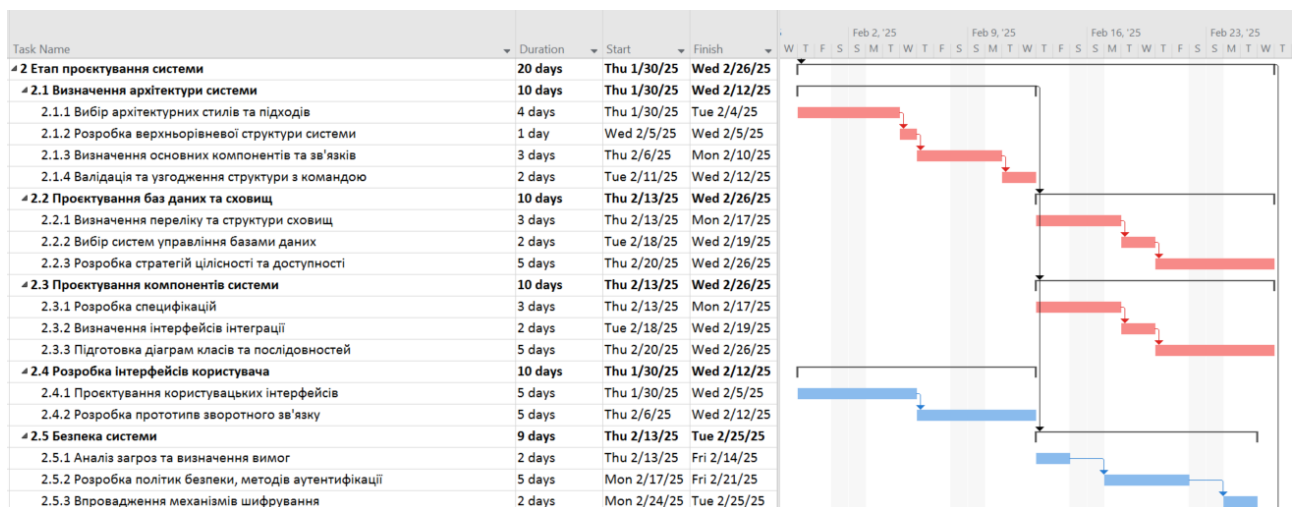 Feb 2, '25 Feb 9, '25 Feb 16, '25 Feb 23, '25
Task Name Duration Start Finish W T F S S M T W T F S S M T W T F S S M T W T F S S M T W T
2 Етап проєктування системи 20 days Thu 1/30/25 Wed 2/26/25
2.1 Визначення архітектури системи 10 days Thu 1/30/25 Wed 2/12/25
2.1.1 Вибір архітектурних стилів та підходів 4 days Thu 1/30/25 Tue 2/4/25
2.1.2 Розробка верхньорівневої структури системи 1 day Wed 2/5/25 Wed 2/5/25
2.1.3 Визначення основних компонентів та зв'язків 3 days Thu 2/6/25 Mon 2/10/25
2.1.4 Валідація та узгодження структури з командою 2 days Tue 2/11/25 Wed 2/12/25
2.2 Проєктування баз даних та сховищ 10 days Thu 2/13/25 Wed 2/26/25
2.2.1 Визначення переліку та структури сховищ 3 days Thu 2/13/25 Mon 2/17/25
2.2.2 Вибір систем управління базами даних 2 days Tue 2/18/25 Wed 2/19/25
2.2.3 Розробка стратегій цілісності та доступності 5 days Thu 2/20/25 Wed 2/26/25
2.3 Проєктування компонентів системи 10 days Thu 2/13/25 Wed 2/26/25
2.3.1 Розробка специфікацій 3 days Thu 2/13/25 Mon 2/17/25
2.3.2 Визначення інтерфейсів інтеграції 2 days Tue 2/18/25 Wed 2/19/25
2.3.3 Підготовка діаграм класів та послідовностей 5 days Thu 2/20/25 Wed 2/26/25
2.4 Розробка інтерфейсів користувача 10 days Thu 1/30/25 Wed 2/12/25
2.4.1 Проєктування користувацьких інтерфейсів 5 days Thu 1/30/25 Wed 2/5/25
2.4.2 Розробка прототипв зворотного зв'язку 5 days Thu 2/6/25 Wed 2/12/25
2.5 Безпека системи 9 days Thu 2/13/25 Tue 2/25/25
2.5.1 Аналіз загроз та визначення вимог 2 days Thu 2/13/25 Fri 2/14/25
2.5.2 Розробка політик безпеки, методів аутентифікації 5 days Mon 2/17/25 Fri 2/21/25
2.5.3 Впровадження механізмів шифрування 2 days Mon 2/24/25 Tue 2/25/25